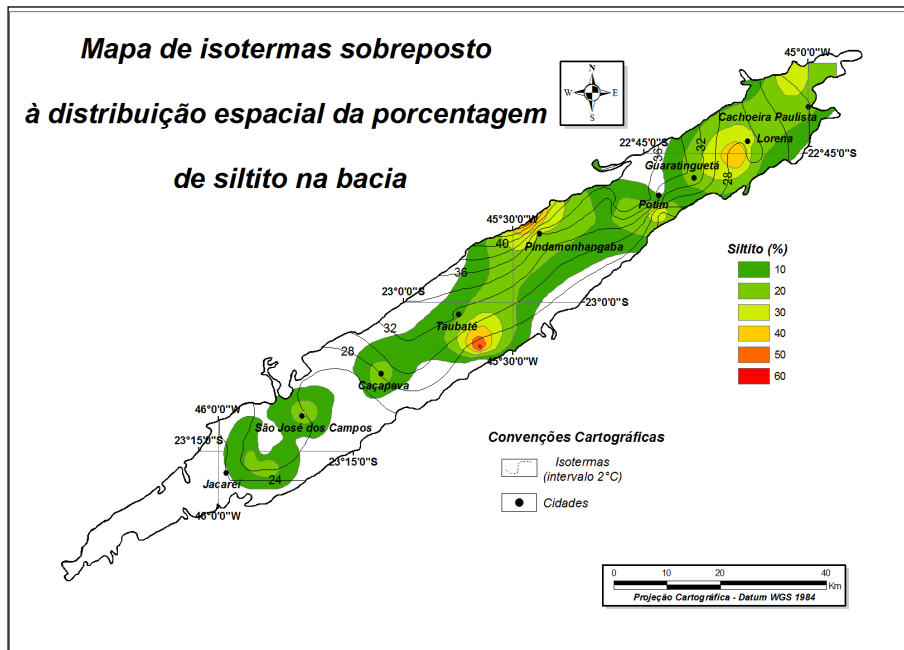 Mapa de isotermas sobreposto
à distribuição espacial da porcentagem
de siltito na bacia
N
W E
S
45°0'0"W
Cachoeira Paulista
Lorena
22°45'0"S
22°45'0"S
36
32
28
Guaratinguetá
Potim
45°30'0"W
40
Pindamonhangaba
36
23°0'0"S
23°0'0"S
Taubaté
32
28
45°30'0"W
Caçapava
46°0'0"W
São José dos Campos
23°15'0"S
23°15'0"S
Jacareí
24
46°0'0"W
Siltito (%)
10
20
30
40
50
60
Convenções Cartográficas
Isotermas
(intervalo 2°C)
Cidades
0 10 20 40
Km
Projeção Cartográfica - Datum WGS 1984